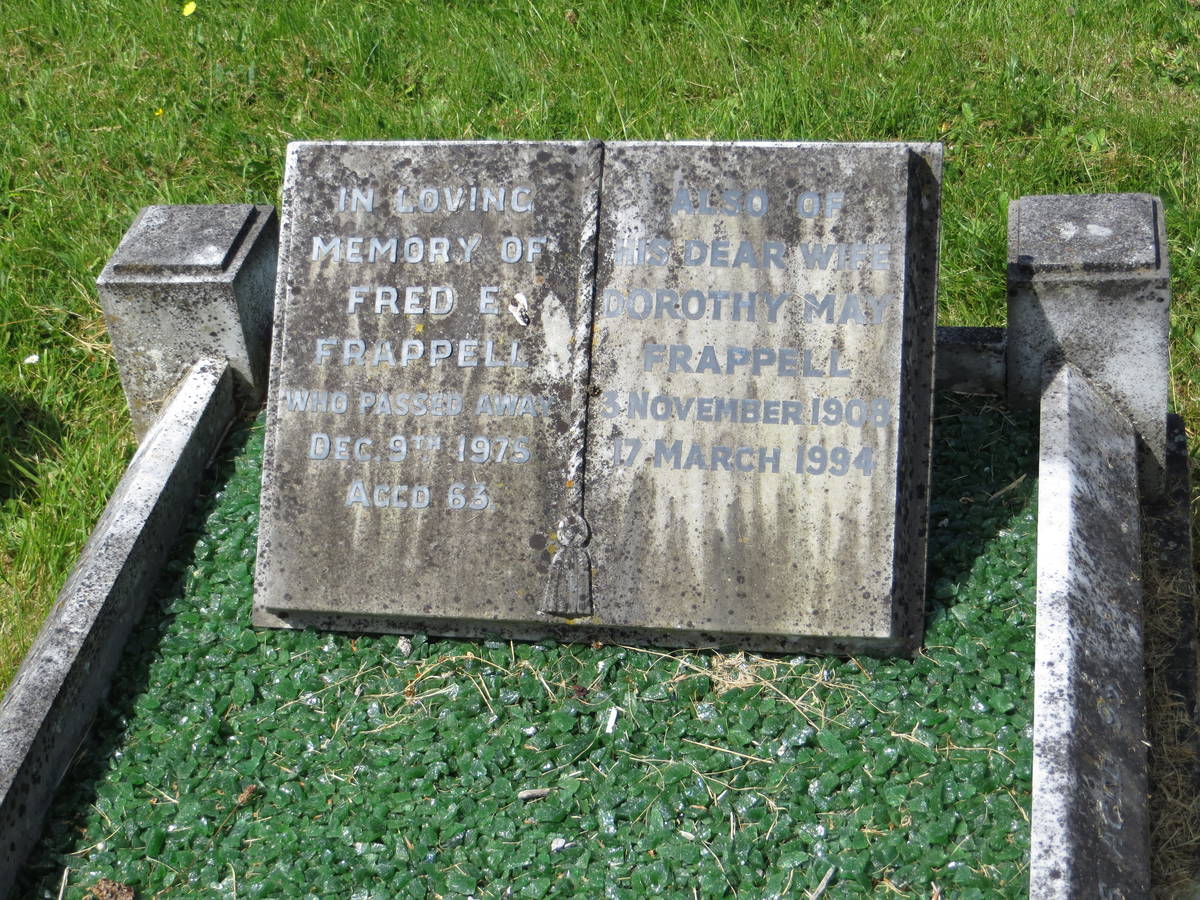 IN LOVING
MEMORY OF
FRED E.
FRAPPELL
WHO PASSED AWAY
DEC. 9TH 1975
AGED 63.
ALSO OF
HIS DEAR WIFE
DOROTHY MAY
FRAPPELL
3 NOVEMBER 1908
17 MARCH 1994